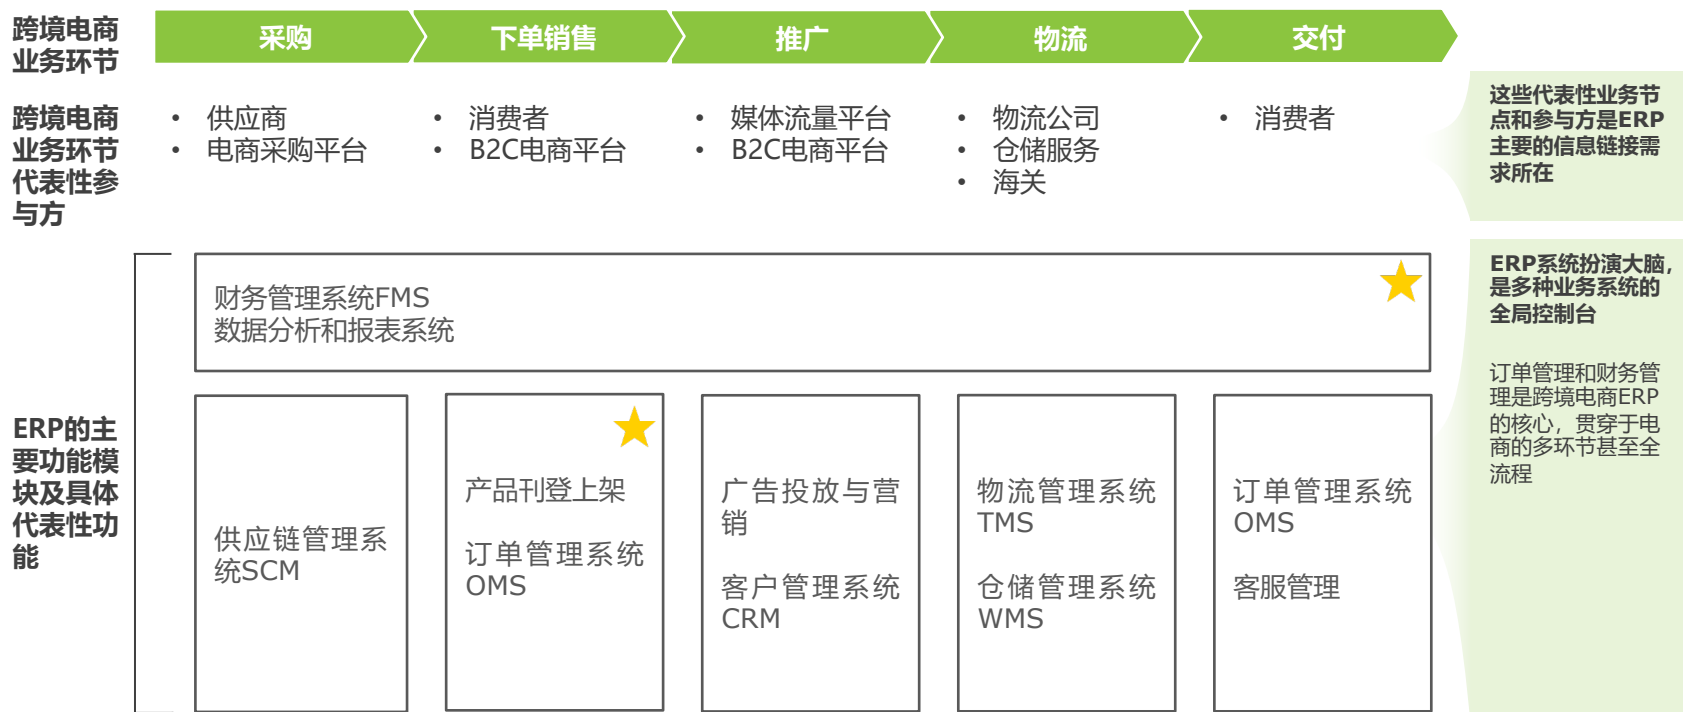 跨境电商
业务环节
采购
下单销售
推广
物流
交付
跨境电商
业务环节
代表性参
与方
• 供应商
• 电商采购平台
• 消费者
• B2C电商平台
• 媒体流量平台
• B2C电商平台
• 物流公司
• 仓储服务
• 海关
• 消费者
这些代表性业务节
点和参与方是ERP
主要的信息链接需
求所在
ERP的主
要功能模
块及具体
代表性功
能
财务管理系统FMS
数据分析和报表系统
供应链管理系
统SCM
产品刊登上架
订单管理系统
OMS
广告投放与营
销
客户管理系统
CRM
物流管理系统
TMS
仓储管理系统
WMS
订单管理系统
OMS
客服管理
ERP系统扮演大脑，
是多种业务系统的
全局控制台
订单管理和财务管
理是跨境电商ERP
的核心，贯穿于电
商的多环节甚至全
流程